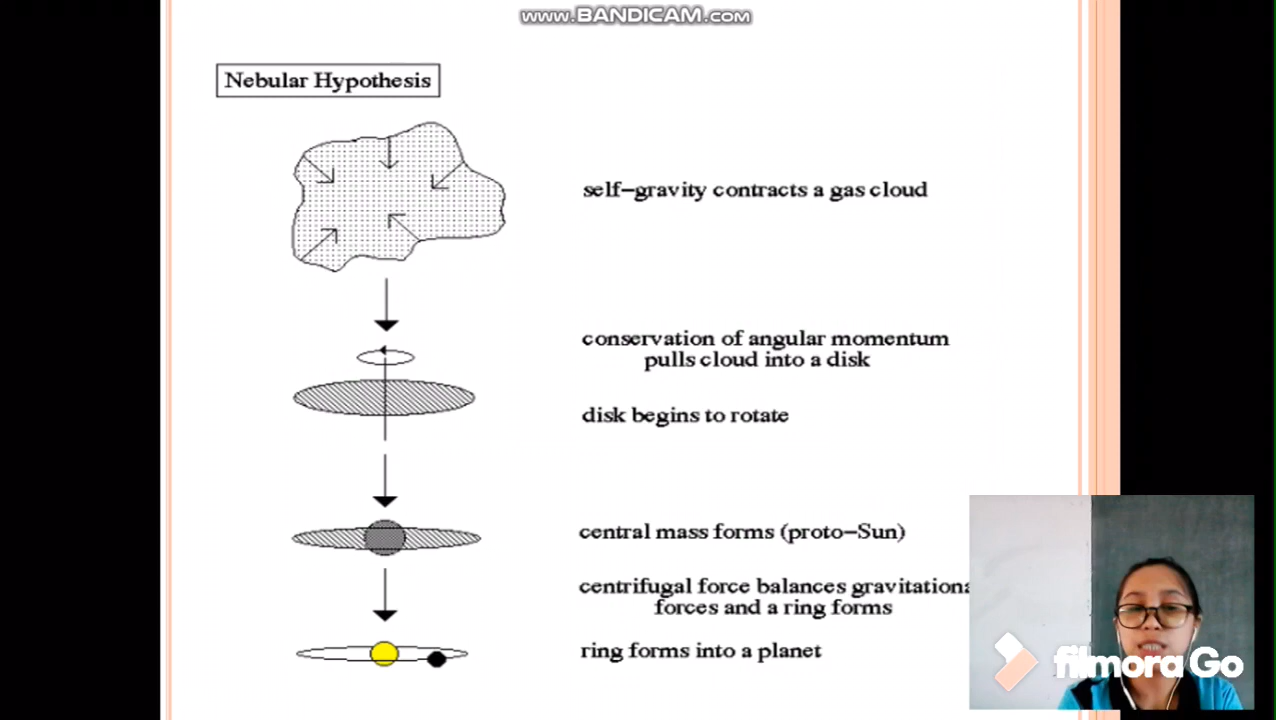 www.BANDICAM.com
Nebular Hypothesis
self-gravity contracts a gas cloud
conservation of angular momentum
pulls cloud into a disk
disk begins to rotate
central mass forms (proto-Sun)
centrifugal force balances gravitationa
forces and a ring forms
ring forms into a planet
filmora Go